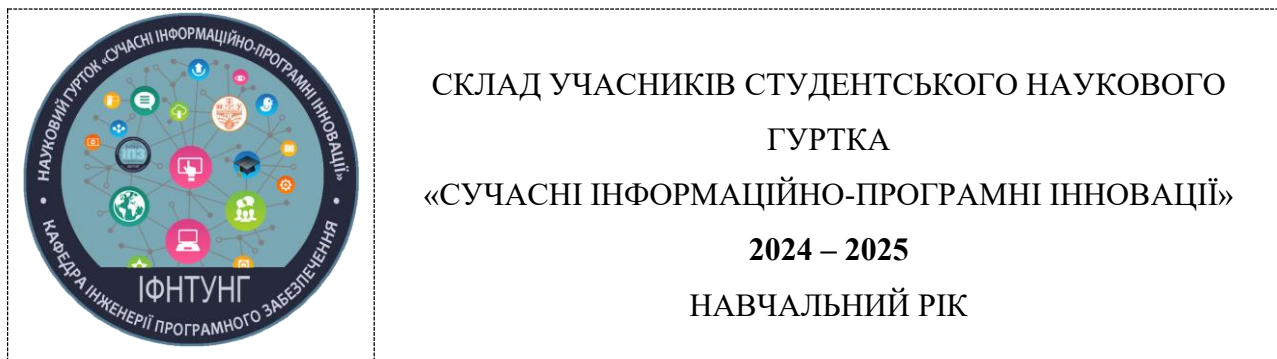 НАУКОВИЙ ГУРТОК «СУЧАСНІ ІНФОРМАЦІЙНО-ПРОГРАМНІ ІННОВАЦІЇ»
ІПЗ
ІФНТУНГ
КАФЕДРА ІНЖЕНЕРІЇ ПРОГРАМНОГО ЗАБЕЗПЕЧЕННЯ
СКЛАД УЧАСНИКІВ СТУДЕНТСЬКОГО НАУКОВОГО
ГУРТКА
«СУЧАСНІ ІНФОРМАЦІЙНО-ПРОГРАМНІ ІННОВАЦІЇ»
2024 – 2025
НАВЧАЛЬНИЙ РІК